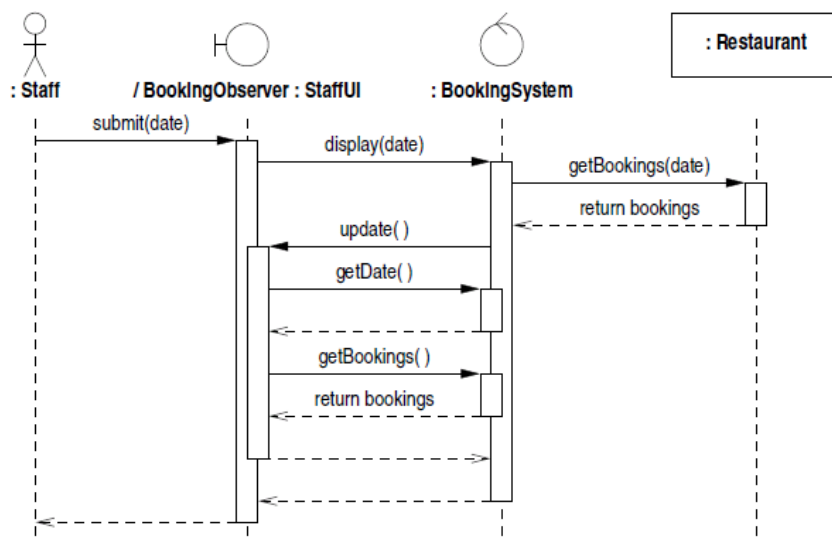 : Staff
/ BookingObserver : StaffUI
: BookingSystem
: Restaurant
submit(date)
display(date)
getBookings(date)
return bookings
update( )
getDate( )
getBookings( )
return bookings